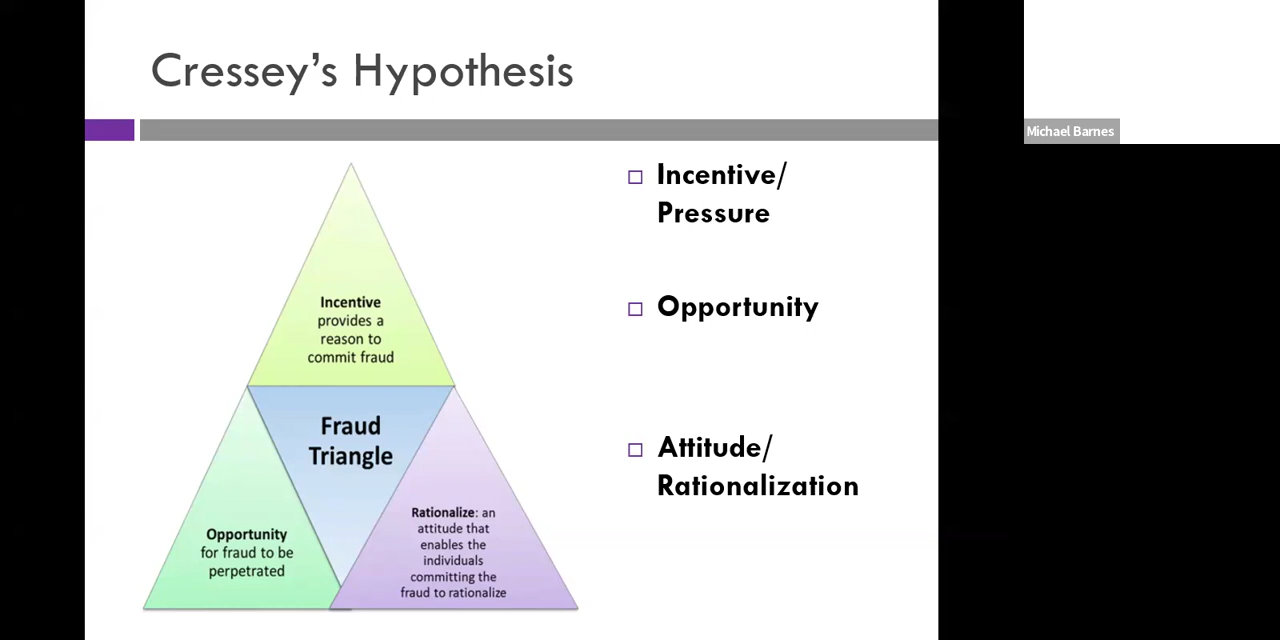 Cressey's Hypothesis
Incentive
provides a
reason to
commit fraud
Fraud
Triangle
Opportunity
for fraud to be
perpetrated
Rationalize: an
attitude that
enables the
individuals
committing the
fraud to rationalize
Incentive/
Pressure
Opportunity
Attitude/
Rationalization
Michael Barnes